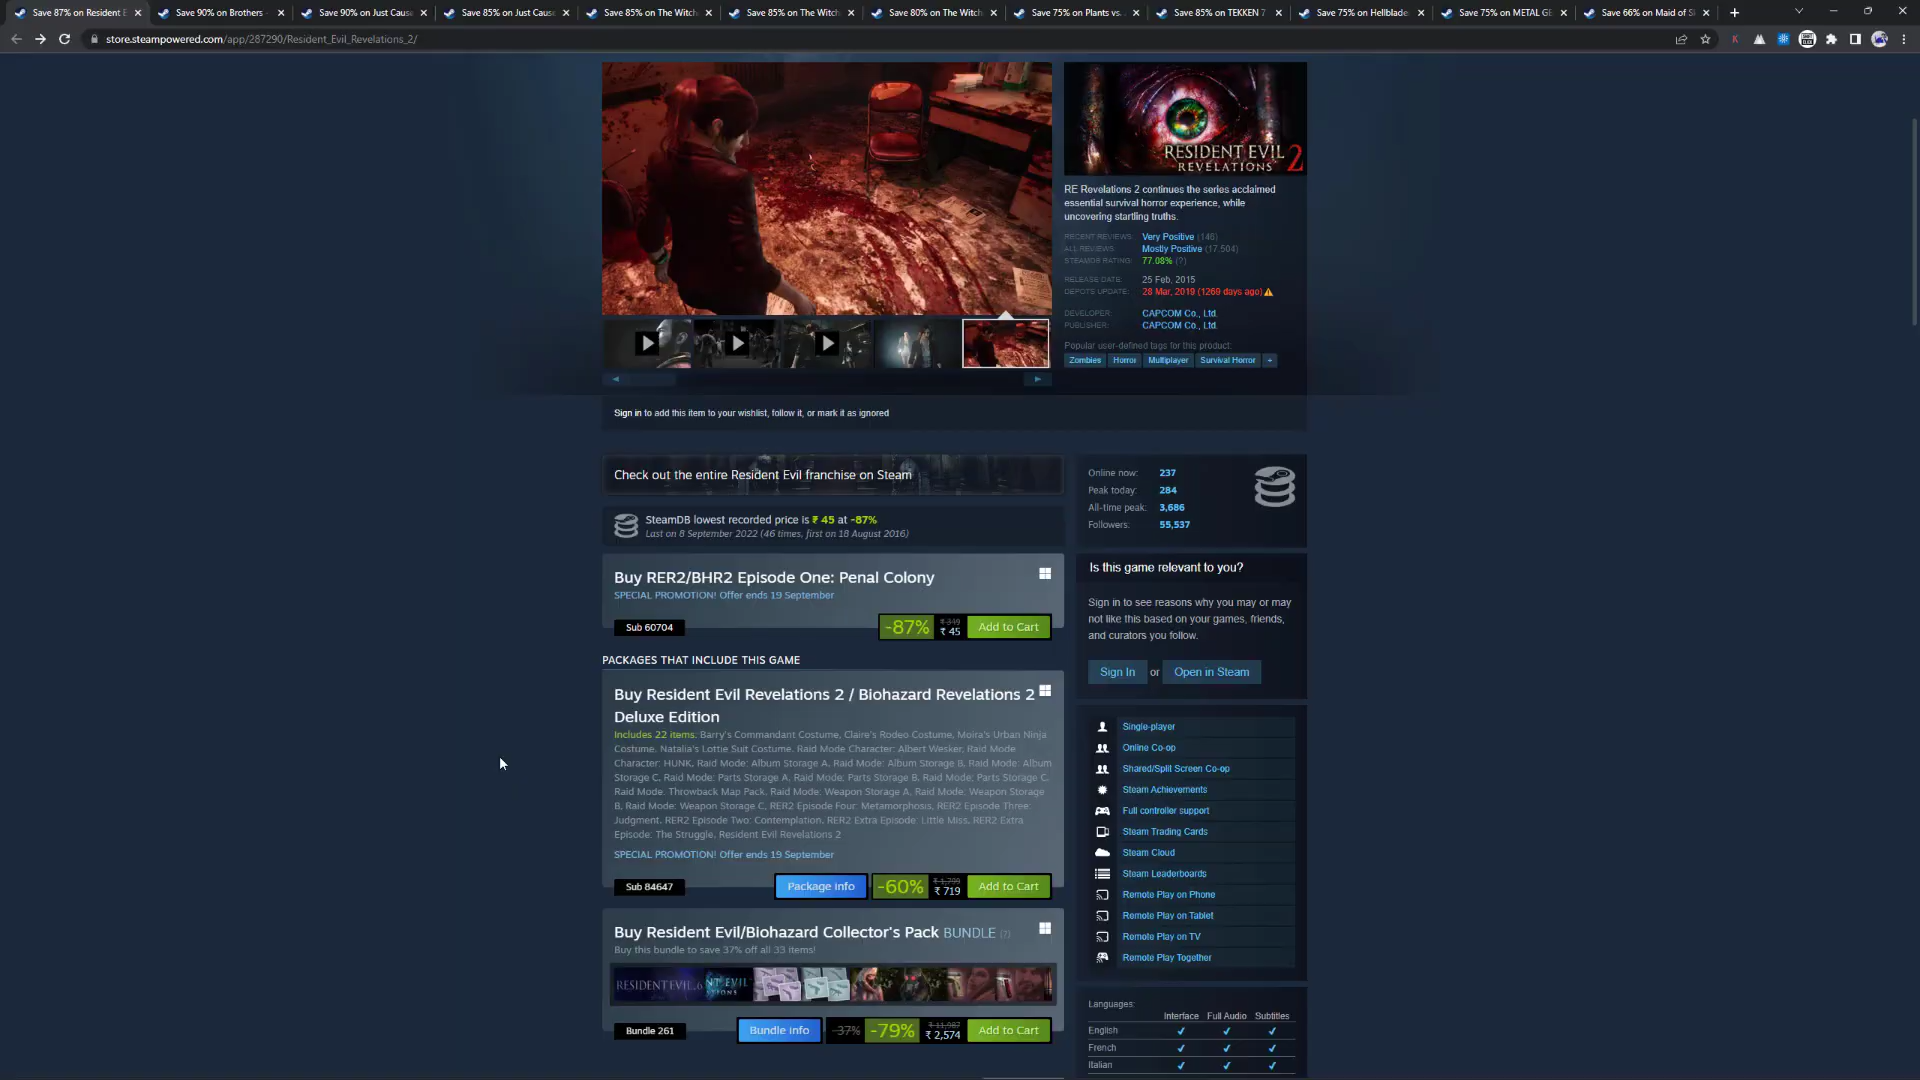 Save 87% on Resident E
Save 90% on Brothers -
Save 90% on Just Cause
Save 85% on Just Cause
Save 85% on The Witch
Save 85% on The Witch
Save 80% on The Witch
Save 75% on Plants vs.
Save 85% on TEKKEN 7
Save 75% on Hellblade
Save 75% on METAL GE
Save 66% on Maid of S
store.steampowered.com/app/287290/Resident_Evil_Revelations_2/
RESIDENT EVIL 2
REVELATIONS
RE Revelations 2 continues the series acclaimed
essential survival horror experience, while
uncovering startling truths.
RECENT REVIEWS: Very Positive (146)
ALL REVIEWS: Mostly Positive (17,504)
STEAMDB RATING: 77.08% (?)
RELEASE DATE: 25 Feb, 2015
DEPOTS UPDATE: 28 Mar, 2019 (1269 days ago)
DEVELOPER: CAPCOM Co., Ltd.
PUBLISHER: CAPCOM Co., Ltd.
Popular user-defined tags for this product:
Zombies Horror Multiplayer Survival Horror +
Sign in to add this item to your wishlist, follow it, or mark it as ignored
Check out the entire Resident Evil franchise on Steam
SteamDB lowest recorded price is ₹ 45 at -87%
Last on 8 September 2022 (46 times, first on 18 August 2016)
Buy RER2/BHR2 Episode One: Penal Colony
SPECIAL PROMOTION! Offer ends 19 September
Sub 60704
-87% ₹ 349 ₹ 45 Add to Cart
PACKAGES THAT INCLUDE THIS GAME
Buy Resident Evil Revelations 2 / Biohazard Revelations 2
Deluxe Edition
Includes 22 items: Barry's Commandant Costume, Claire's Rodeo Costume, Moira's Urban Ninja
Costume, Natalia's Lottie Suit Costume, Raid Mode Character: Albert Wesker, Raid Mode
Character: HUNK, Raid Mode: Album Storage A, Raid Mode: Album Storage B, Raid Mode: Album
Storage C, Raid Mode: Parts Storage A, Raid Mode: Parts Storage B, Raid Mode: Parts Storage C,
Raid Mode: Throwback Map Pack, Raid Mode: Weapon Storage A, Raid Mode: Weapon Storage
B, Raid Mode: Weapon Storage C, RER2 Episode Four: Metamorphosis, RER2 Episode Three:
Judgment, RER2 Episode Two: Contemplation, RER2 Extra Episode: Little Miss, RER2 Extra
Episode: The Struggle, Resident Evil Revelations 2
SPECIAL PROMOTION! Offer ends 19 September
Sub 84647
Package info -60% ₹ 1,799 ₹ 719 Add to Cart
Buy Resident Evil/Biohazard Collector's Pack BUNDLE (?)
Buy this bundle to save 37% off all 33 items!
RESIDENT EVIL 6
Bundle 261
Bundle info -37% -79% ₹ 11,987 ₹ 2,574 Add to Cart
Online now: 237
Peak today: 284
All-time peak: 3,686
Followers: 55,537
Is this game relevant to you?
Sign in to see reasons why you may or may
not like this based on your games, friends,
and curators you follow.
Sign In or Open in Steam
Single-player
Online Co-op
Shared/Split Screen Co-op
Steam Achievements
Full controller support
Steam Trading Cards
Steam Cloud
Steam Leaderboards
Remote Play on Phone
Remote Play on Tablet
Remote Play on TV
Remote Play Together
Languages:
Interface Full Audio Subtitles
English ✔ ✔ ✔
French ✔ ✔ ✔
Italian ✔ ✔ ✔